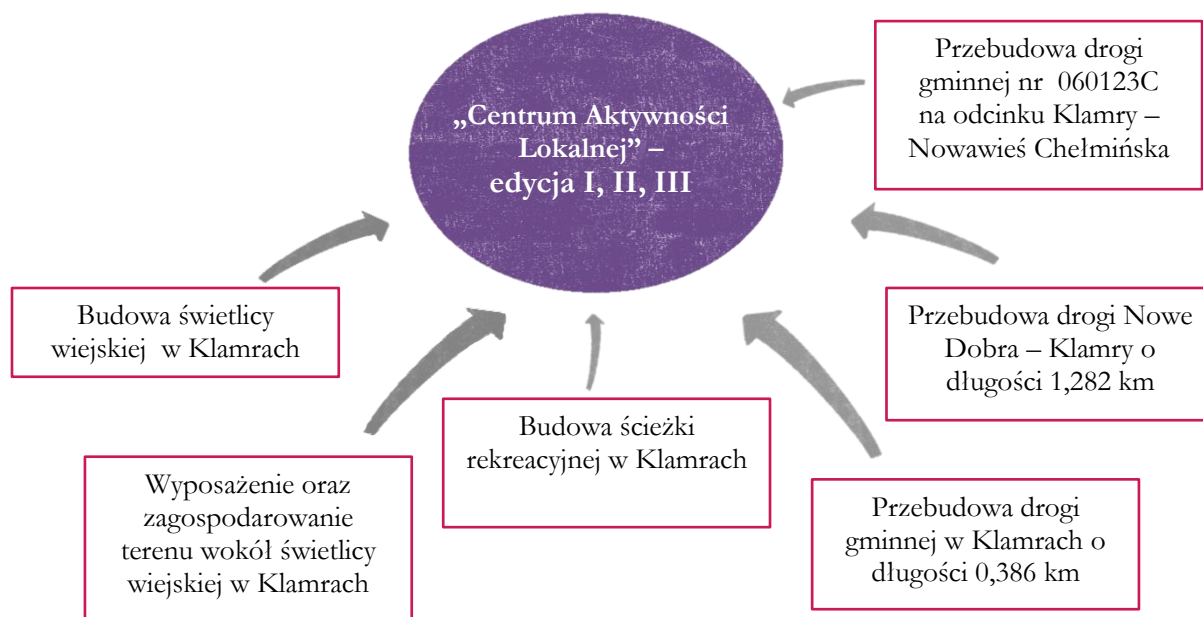 „Centrum Aktywności
Lokalnej” –
edycja I, II, III
Przebudowa drogi
gminnej nr 060123C
na odcinku Klamry –
Nowawieś Chełmińska
Budowa świetlicy
wiejskiej w Klamrach
Przebudowa drogi Nowe
Dobra – Klamry o
długości 1,282 km
Budowa ścieżki
rekreacyjnej w Klamrach
Wyposażenie oraz
zagospodarowanie
terenu wokół świetlicy
wiejskiej w Klamrach
Przebudowa drogi
gminnej w Klamrach o
długości 0,386 km